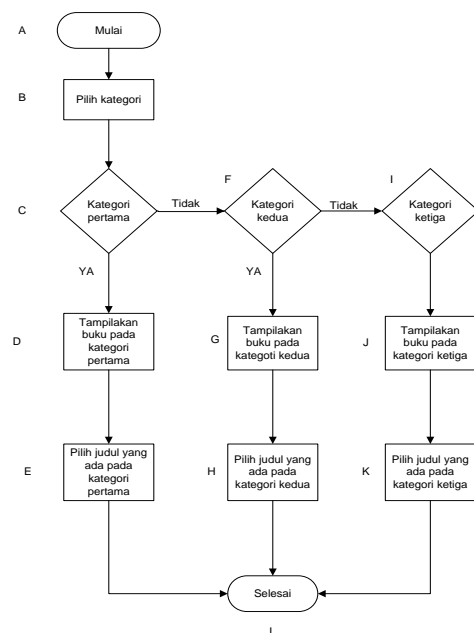 A
Mulai
B
Pilih kategori
C
Kategori
pertama
Tidak
F
Kategori
kedua
Tidak
I
Kategori
ketiga
YA
YA
D
Tampilakan
buku pada
kategori
pertama
G
Tampilakan
buku pada
kategoti kedua
J
Tampilakan
buku pada
kategori ketiga
E
Pilih judul yang
ada pada
kategori
pertama
H
Pilih judul yang
ada pada
kategori kedua
K
Pilih judul yang
ada pada
kategori ketiga
Selesai